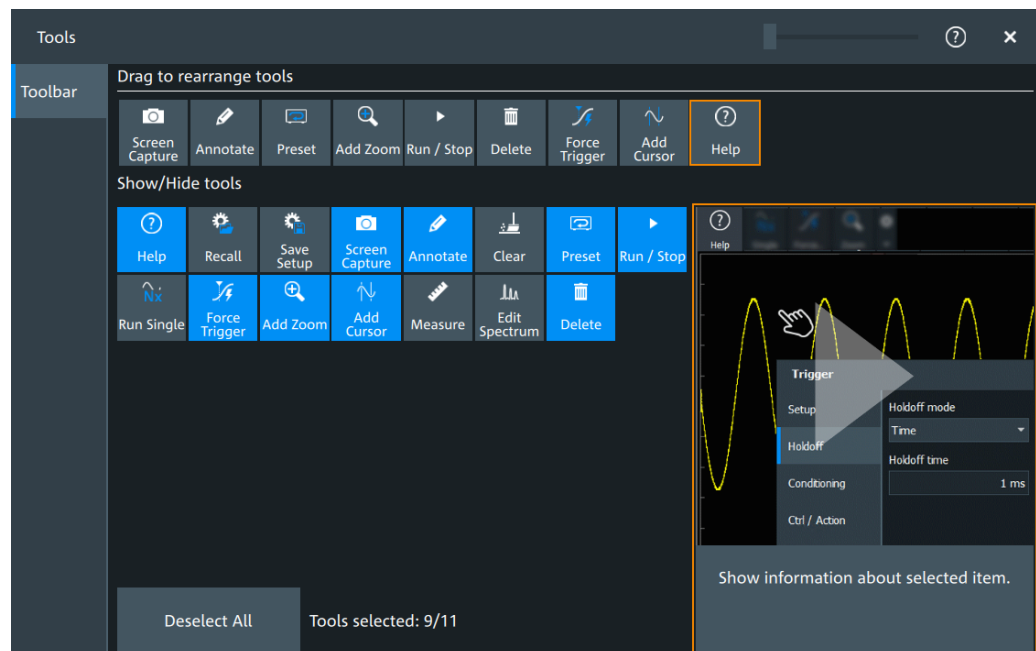 Tools
Toolbar
Drag to rearrange tools
Screen
Capture
Annotate
Preset
Add Zoom
Run / Stop
Delete
Force
Trigger
Add
Cursor
Help
Show/Hide tools
Help
Recall
Save
Setup
Screen
Capture
Annotate
Clear
Preset
Run / Stop
Nx
Run Single
Force
Trigger
Add Zoom
Add
Cursor
Measure
Edit
Spectrum
Delete
Help
Trigger
Setup
Holdoff
Conditioning
Ctrl / Action
Holdoff mode
Time
Holdoff time
1 ms
Show information about selected item.
Deselect All
Tools selected: 9/11